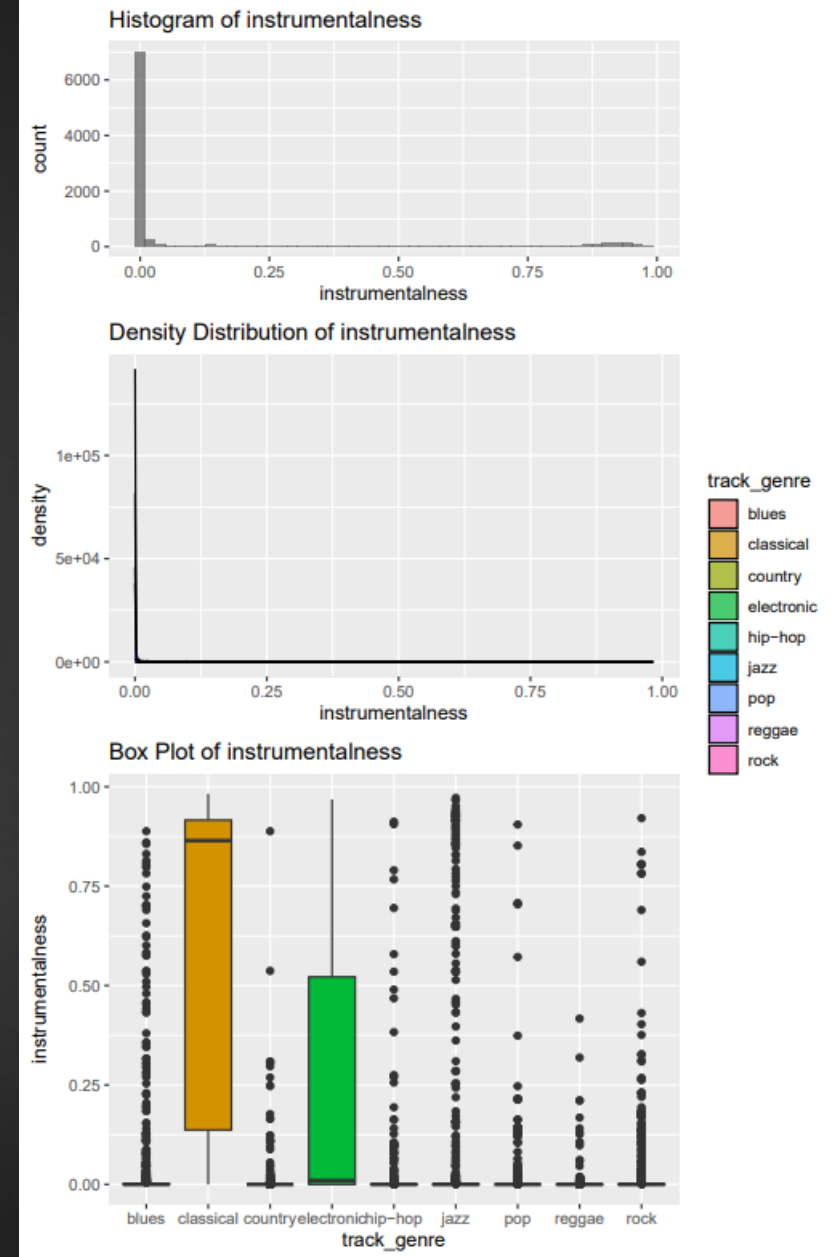 Histogram of instrumentalness
6000
4000
2000
0
count
0.00 0.25 0.50 0.75 1.00
instrumentalness
Density Distribution of instrumentalness
1e+05
5e+04
0e+00
density
0.00 0.25 0.50 0.75 1.00
instrumentalness
track_genre
blues
classical
country
electronic
hip-hop
jazz
pop
reggae
rock
Box Plot of instrumentalness
1.00
0.75
0.50
0.25
0.00
instrumentalness
blues classical country electronic hip-hop jazz pop reggae rock
track_genre